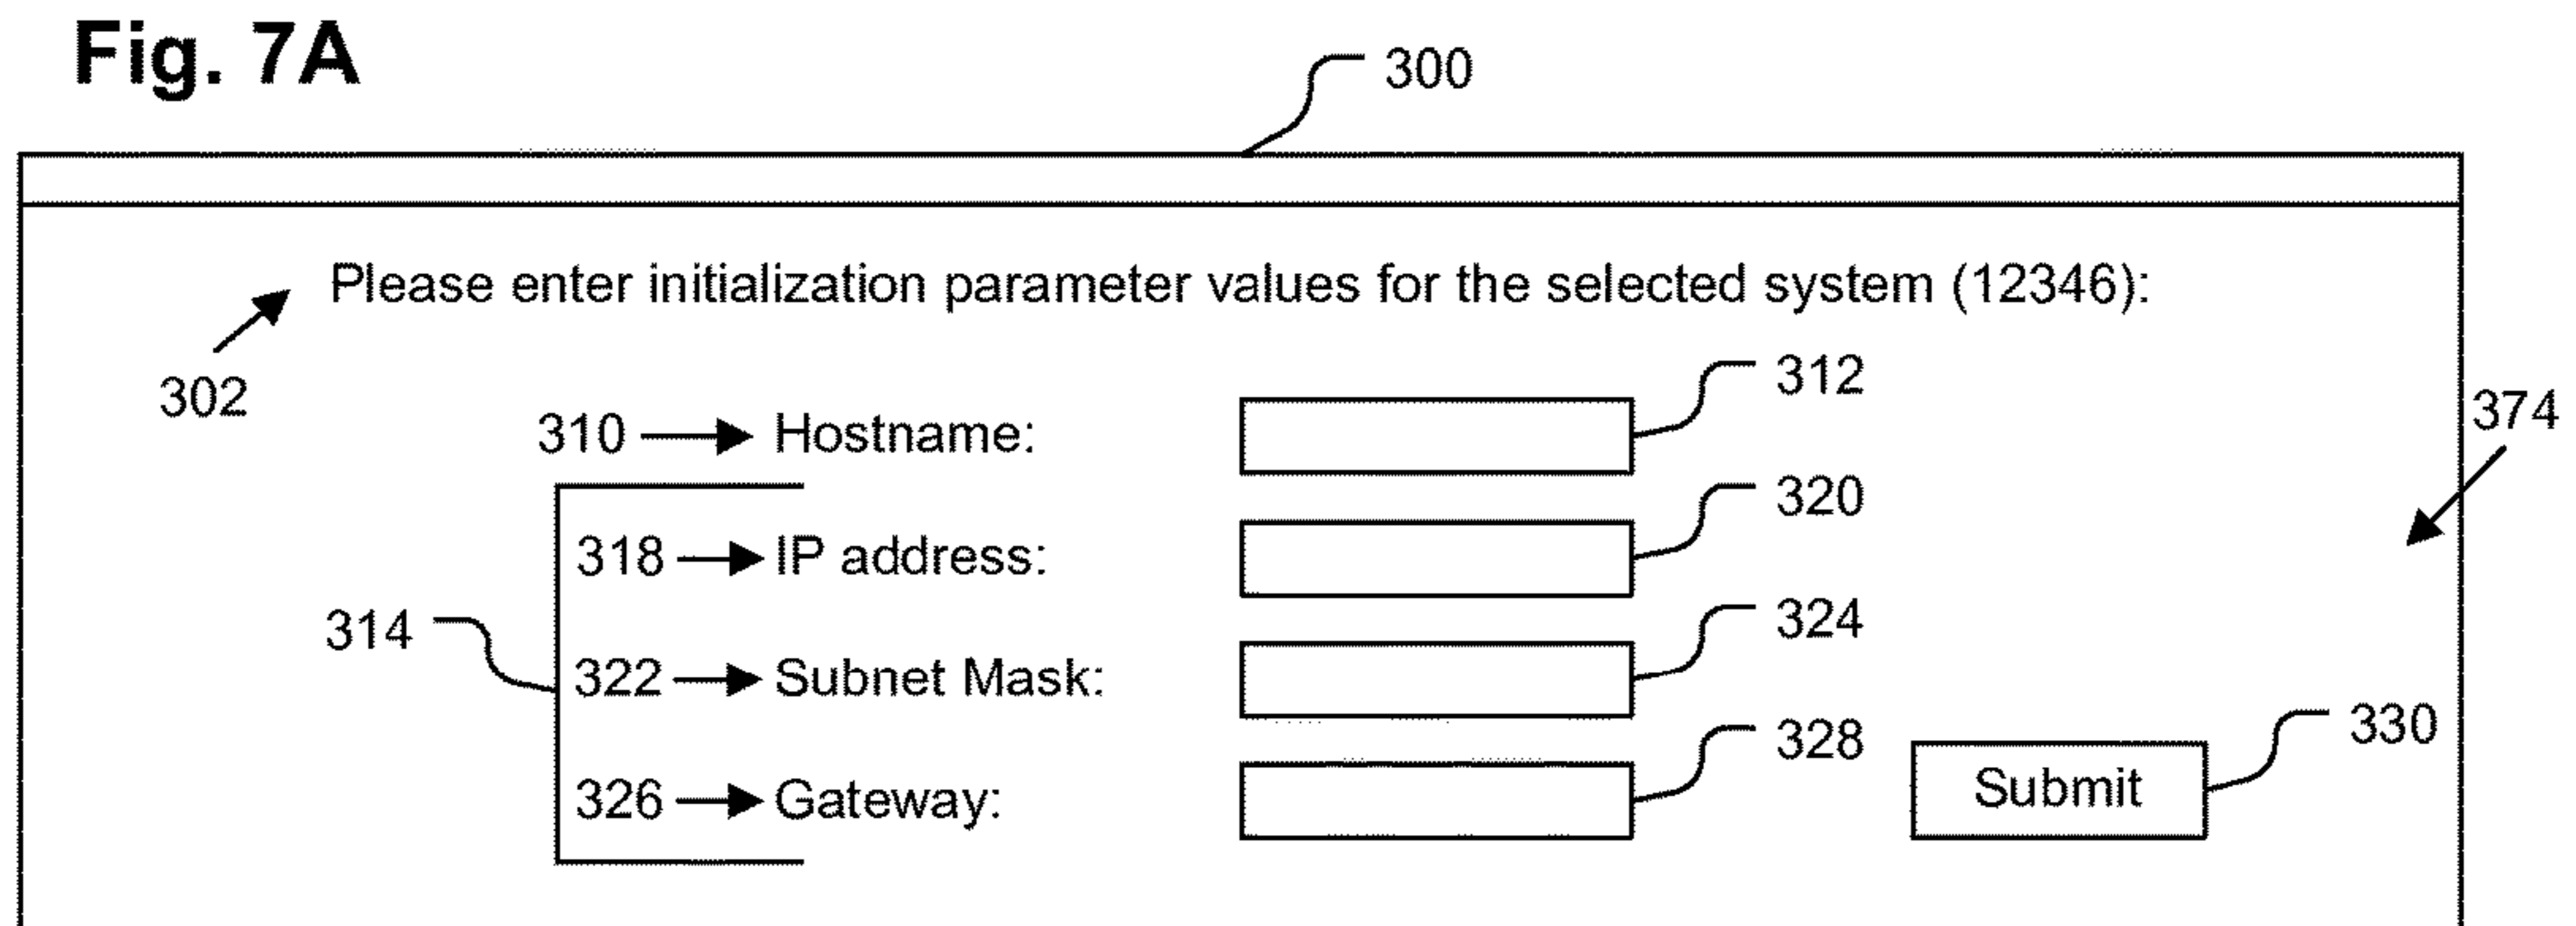 Fig. 7A
300
Please enter initialization parameter values for the selected system (12346):
302
310 Hostname: 312
374
318 IP address: 320
314
322 Subnet Mask: 324
326 Gateway: 328
Submit 330